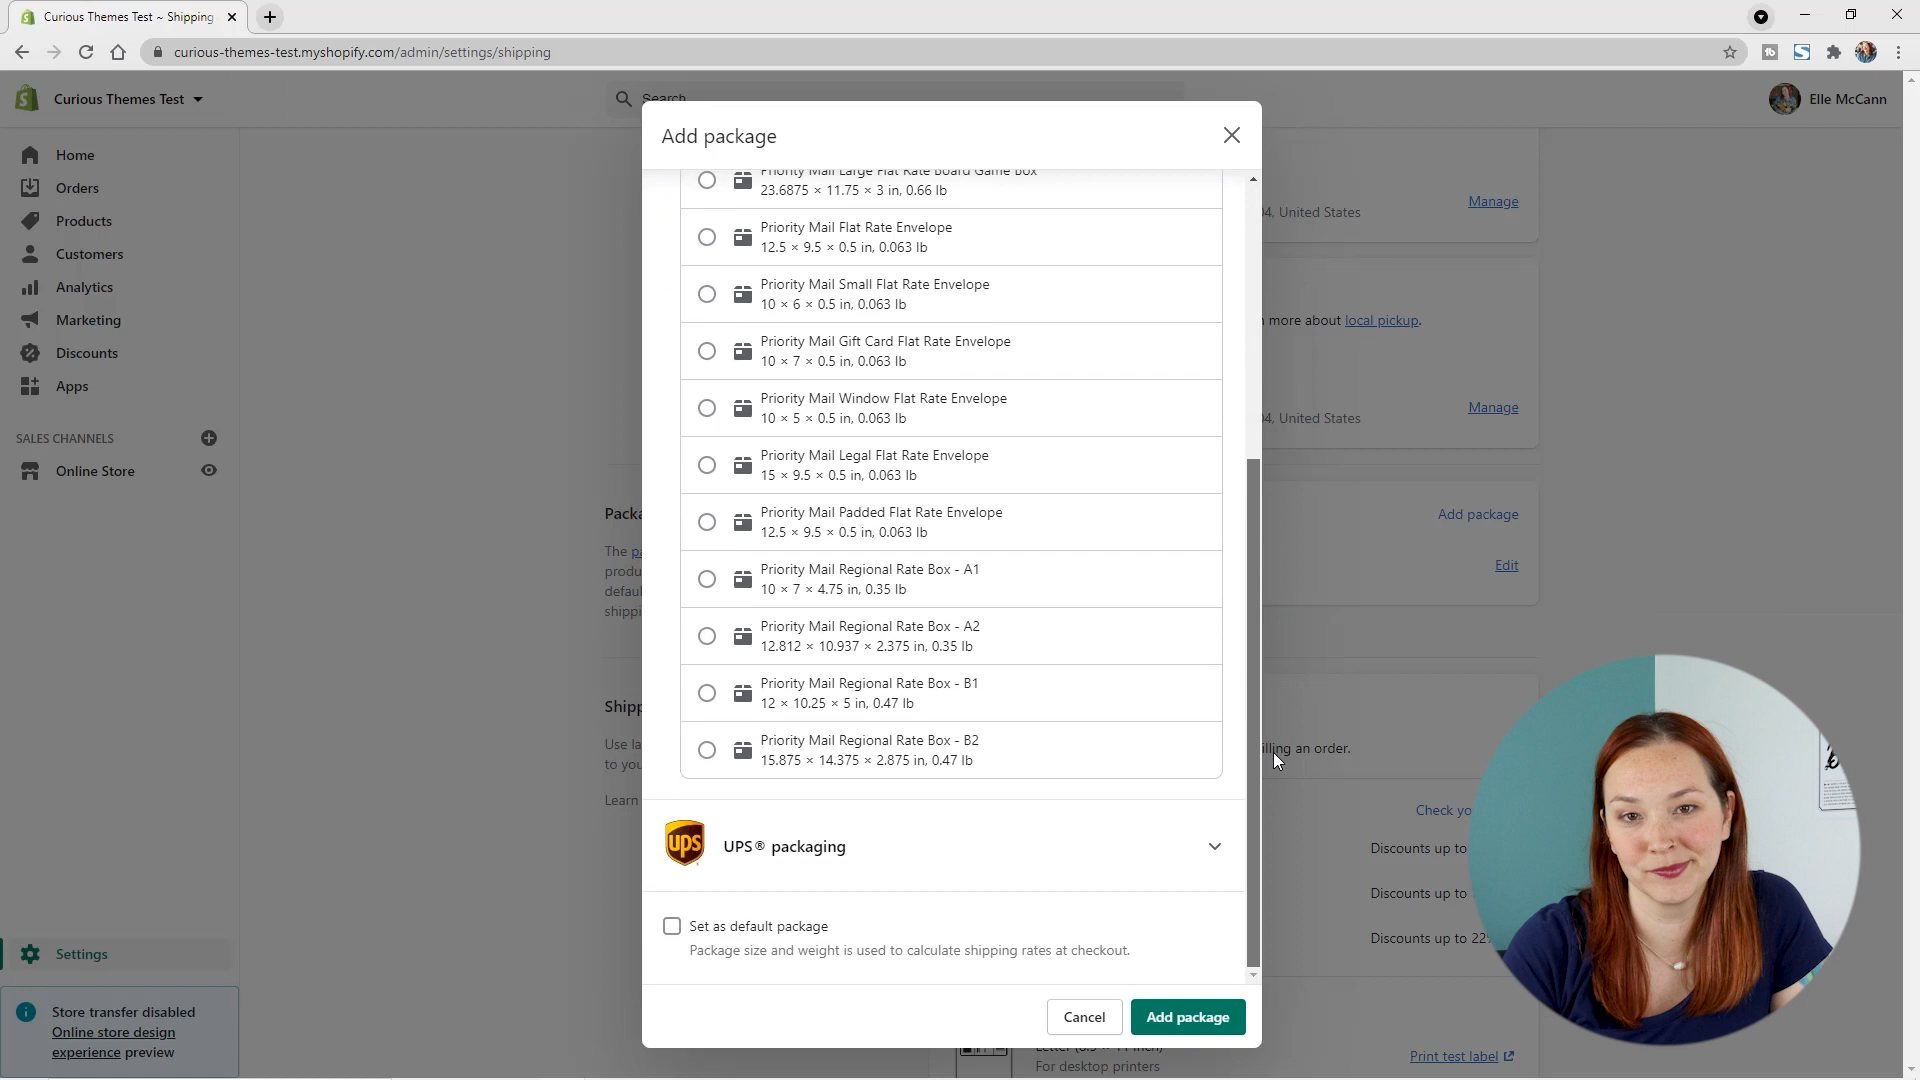 Curious Themes Test ~ Shipping
curious-themes-test.myshopify.com/admin/settings/shipping
Curious Themes Test
Search
Elle McCann
Home
Orders
Products
Customers
Analytics
Marketing
Discounts
Apps
SALES CHANNELS
Online Store
Settings
Store transfer disabled
Online store design
experience preview
Add package
Priority Mail Large Flat Rate Board Game Box
23.6875 × 11.75 × 3 in, 0.66 lb
Priority Mail Flat Rate Envelope
12.5 × 9.5 × 0.5 in, 0.063 lb
Priority Mail Small Flat Rate Envelope
10 × 6 × 0.5 in, 0.063 lb
Priority Mail Gift Card Flat Rate Envelope
10 × 7 × 0.5 in, 0.063 lb
Priority Mail Window Flat Rate Envelope
10 × 5 × 0.5 in, 0.063 lb
Priority Mail Legal Flat Rate Envelope
15 × 9.5 × 0.5 in, 0.063 lb
Priority Mail Padded Flat Rate Envelope
12.5 × 9.5 × 0.5 in, 0.063 lb
Priority Mail Regional Rate Box - A1
10 × 7 × 4.75 in, 0.35 lb
Priority Mail Regional Rate Box - A2
12.812 × 10.937 × 2.375 in, 0.35 lb
Priority Mail Regional Rate Box - B1
12 × 10.25 × 5 in, 0.47 lb
Priority Mail Regional Rate Box - B2
15.875 × 14.375 × 2.875 in, 0.47 lb
ups
UPS® packaging
Set as default package
Package size and weight is used to calculate shipping rates at checkout.
Cancel
Add package
Packa
The pa
produ
defaul
shippi
Shipp
Use la
to you
Learn
04, United States
Manage
more about local pickup.
04, United States
Manage
Add package
Edit
illing an order.
Check yo
Discounts up to
Discounts up to
Discounts up to 22
Letter (8.5 × 11 inch)
For desktop printers
Print test label